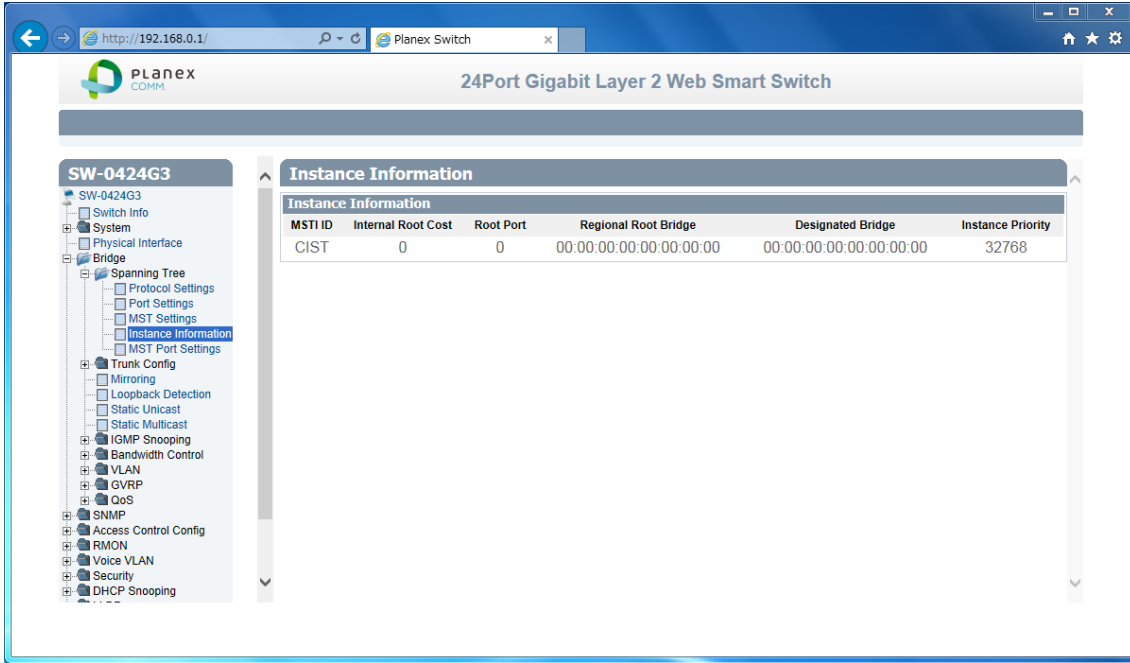 http://192.168.0.1/
Planex Switch
PLANEX
COMM.
24Port Gigabit Layer 2 Web Smart Switch
SW-0424G3
SW-0424G3
Switch Info
System
Physical Interface
Bridge
Spanning Tree
Protocol Settings
Port Settings
MST Settings
Instance Information
MST Port Settings
Trunk Config
Mirroring
Loopback Detection
Static Unicast
Static Multicast
IGMP Snooping
Bandwidth Control
VLAN
GVRP
QoS
SNMP
Access Control Config
RMON
Voice VLAN
Security
DHCP Snooping
Instance Information
Instance Information
MSTI ID Internal Root Cost Root Port Regional Root Bridge Designated Bridge Instance Priority
CIST 0 0 00:00:00:00:00:00:00:00 00:00:00:00:00:00:00:00 32768